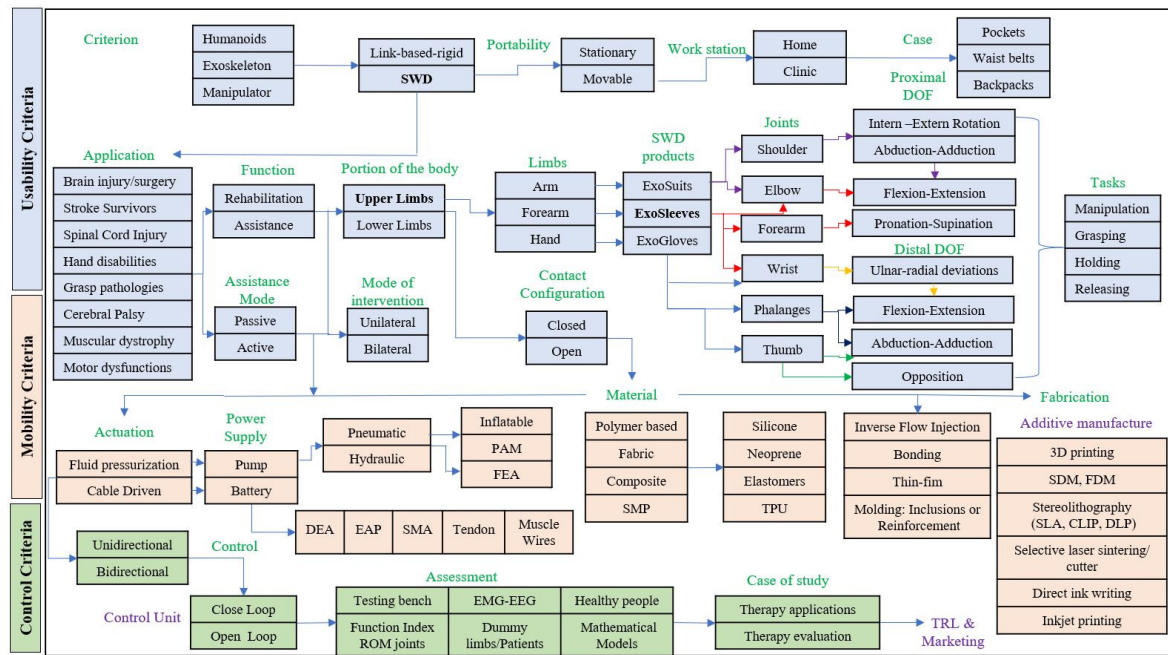 Usability Criteria
Mobility Criteria
Control Criteria
Criterion
Humanoids
Exoskeleton
Manipulator
Link-based-rigid
SWD
Portability
Stationary
Movable
Work station
Home
Clinic
Case
Pockets
Waist belts
Backpacks
Application
Brain injury/surgery
Stroke Survivors
Spinal Cord Injury
Hand disabilities
Grasp pathologies
Cerebral Palsy
Muscular dystrophy
Motor dysfunctions
Function
Rehabilitation
Assistance
Assistance
Mode
Passive
Active
Portion of the body
Upper Limbs
Lower Limbs
Mode of
intervention
Unilateral
Bilateral
Limbs
Arm
Forearm
Hand
Contact
Configuration
Closed
Open
SWD
products
ExoSuits
ExoSleeves
ExoGloves
Joints
Shoulder
Elbow
Forearm
Wrist
Phalanges
Thumb
Proximal
DOF
Intern –Extern Rotation
Abduction-Adduction
Flexion-Extension
Pronation-Supination
Distal DOF
Ulnar-radial deviations
Flexion-Extension
Abduction-Adduction
Opposition
Tasks
Manipulation
Grasping
Holding
Releasing
Actuation
Fluid pressurization
Cable Driven
Power
Supply
Pump
Battery
Pneumatic
Hydraulic
Inflatable
PAM
FEA
DEA
EAP
SMA
Tendon
Muscle
Wires
Material
Polymer based
Fabric
Composite
SMP
Silicone
Neoprene
Elastomers
TPU
Fabrication
Inverse Flow Injection
Bonding
Thin-fim
Molding: Inclusions or
Reinforcement
Additive manufacture
3D printing
SDM, FDM
Stereolithography
(SLA, CLIP, DLP)
Selective laser sintering/
cutter
Direct ink writing
Inkjet printing
Unidirectional
Bidirectional
Control
Control Unit
Close Loop
Open Loop
Assessment
Testing bench
EMG-EEG
Healthy people
Function Index
ROM joints
Dummy
limbs/Patients
Mathematical
Models
Case of study
Therapy applications
Therapy evaluation
TRL &
Marketing